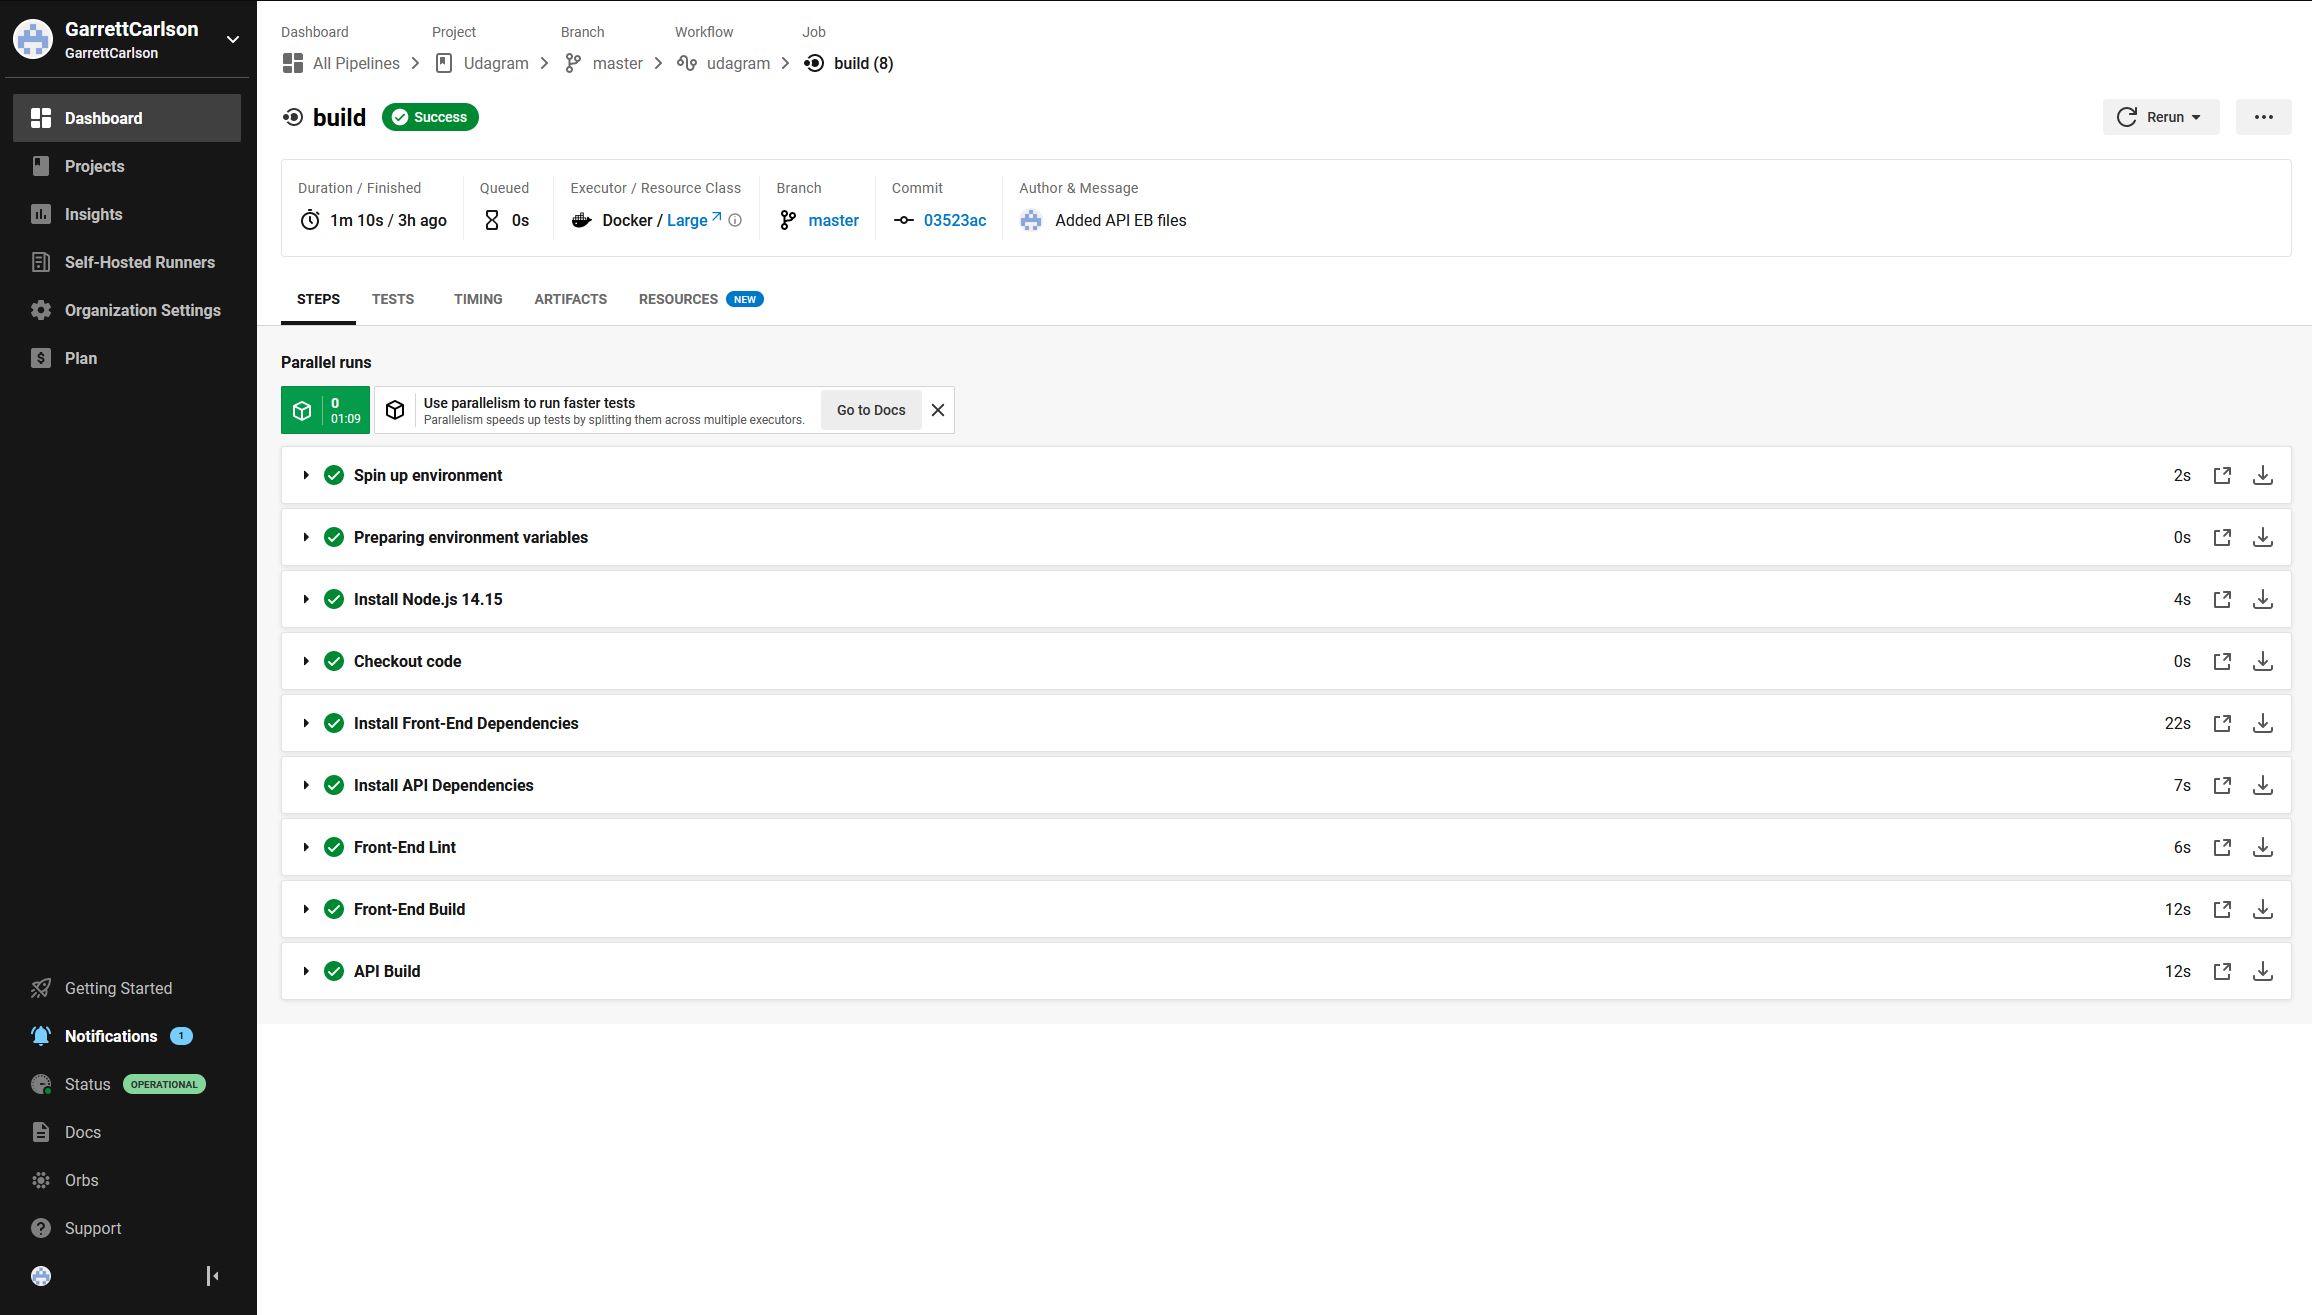 GarrettCarlson
GarrettCarlson
Dashboard
Projects
Insights
Self-Hosted Runners
Organization Settings
Plan
Getting Started
Notifications 1
Status OPERATIONAL
Docs
Orbs
Support
Dashboard Project Branch Workflow Job
All Pipelines Udagram master udagram build (8)
build Success Rerun
Duration / Finished Queued Executor / Resource Class Branch Commit Author & Message
1m 10s / 3h ago 0s Docker / Large master 03523ac Added API EB files
STEPS TESTS TIMING ARTIFACTS RESOURCES NEW
Parallel runs
0
01:09
Use parallelism to run faster tests
Parallelism speeds up tests by splitting them across multiple executors.
Go to Docs
Spin up environment 2s
Preparing environment variables 0s
Install Node.js 14.15 4s
Checkout code 0s
Install Front-End Dependencies 22s
Install API Dependencies 7s
Front-End Lint 6s
Front-End Build 12s
API Build 12s